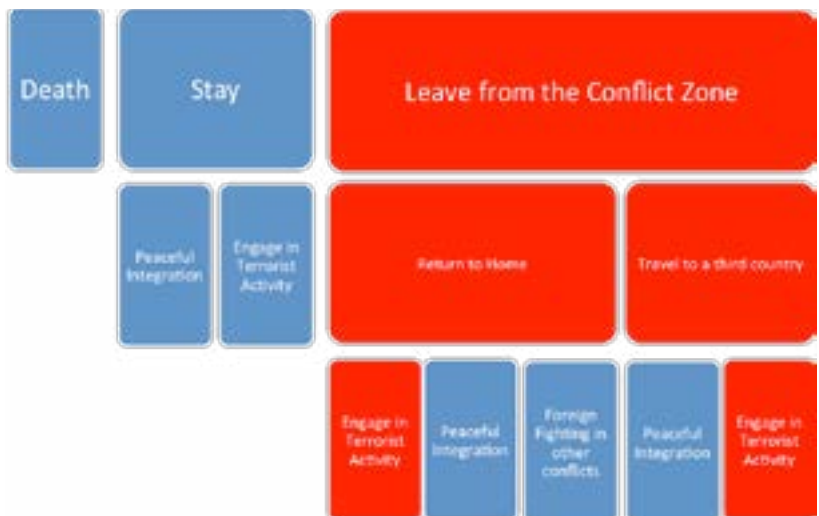 Death
Stay
Leave from the Conflict Zone
Peaceful
Integration
Engage in
Terrorist
Activity
Return to Home
Travel to a third country
Engage in
Terrorist
Activity
Peaceful
Integration
Foreign
Fighting in
other
conflicts
Peaceful
Integration
Engage in
Terrorist
Activity